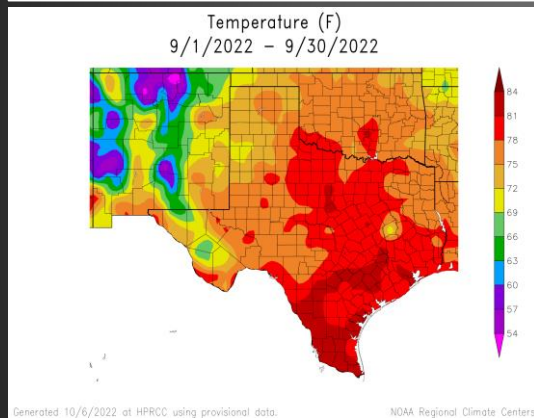 Temperature (F)
9/1/2022 – 9/30/2022
84
81
78
75
72
69
66
63
60
57
54
Generated 10/6/2022 at HPRCC using provisional data.
NOAA Regional Climate Centers